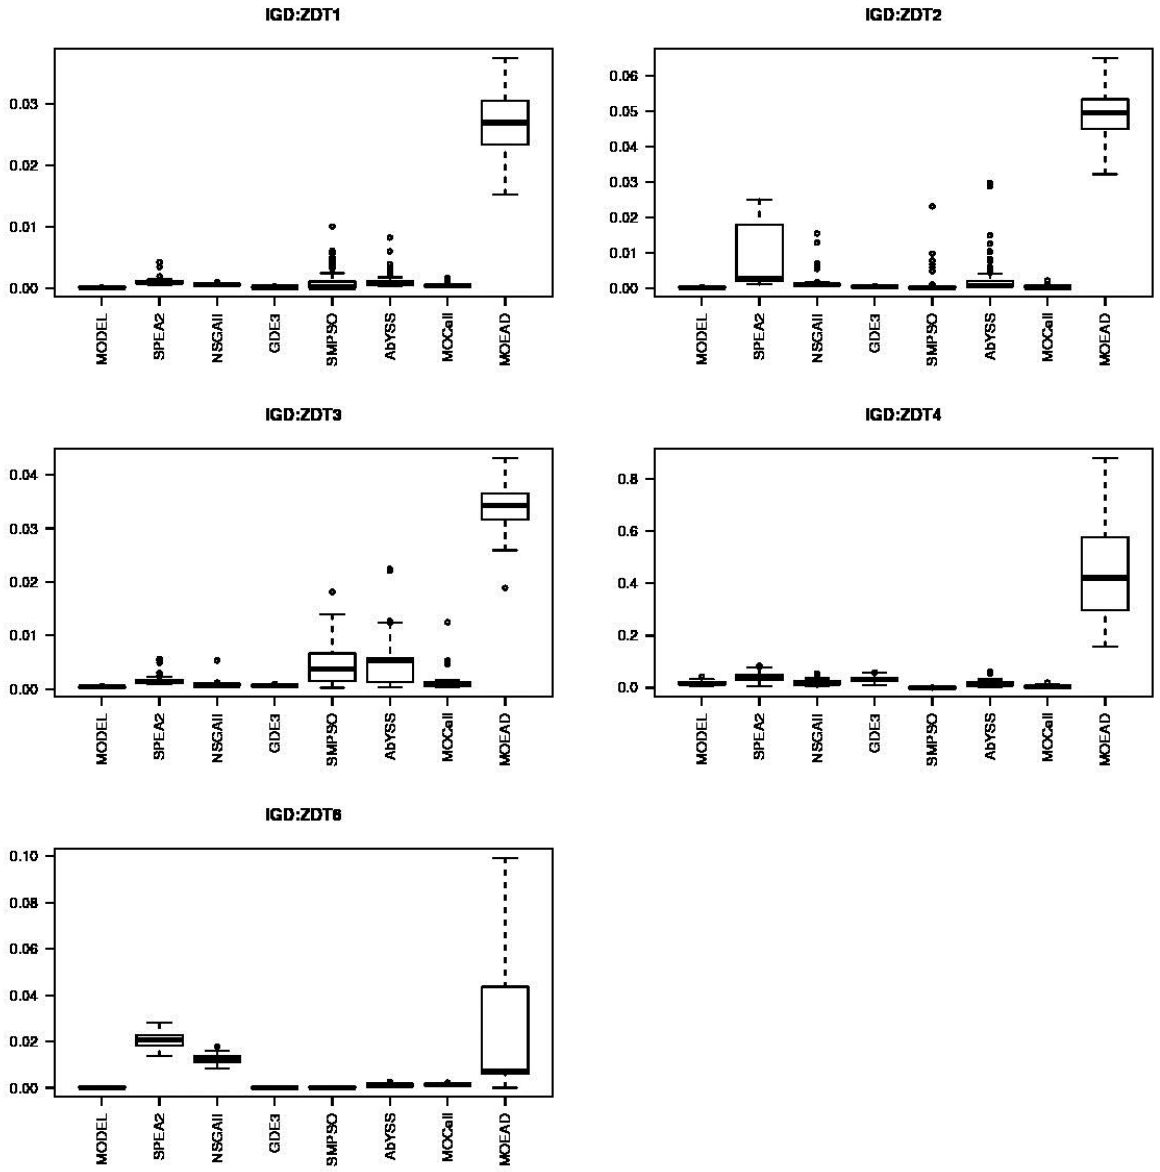 IGD:ZDT1
0.03
0.02
0.01
0.00
MODEL
SPEA2
NSGAII
GDE3
SMPSO
AbYSS
MOCell
MOEAD
IGD:ZDT2
0.06
0.05
0.04
0.03
0.02
0.01
0.00
MODEL
SPEA2
NSGAII
GDE3
SMPSO
AbYSS
MOCell
MOEAD
IGD:ZDT3
0.04
0.03
0.02
0.01
0.00
MODEL
SPEA2
NSGAII
GDE3
SMPSO
AbYSS
MOCell
MOEAD
IGD:ZDT4
0.8
0.6
0.4
0.2
0.0
MODEL
SPEA2
NSGAII
GDE3
SMPSO
AbYSS
MOCell
MOEAD
IGD:ZDT6
0.10
0.08
0.06
0.04
0.02
0.00
MODEL
SPEA2
NSGAII
GDE3
SMPSO
AbYSS
MOCell
MOEAD